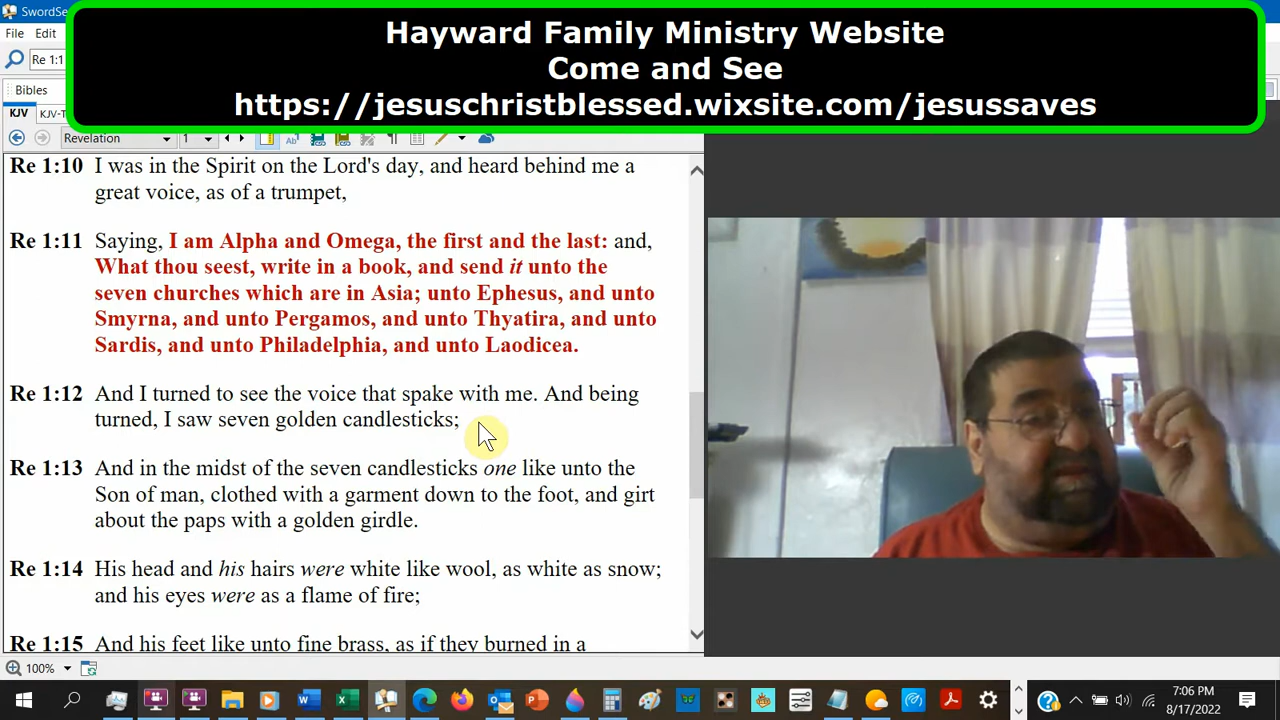 SwordSe
Hayward Family Ministry Website
Come and See
https://jesuschristblessed.wixsite.com/jesussaves
File Edit
Re 1:1
Bibles
KJV KJV-T
Revelation 1
Re 1:10 I was in the Spirit on the Lord's day, and heard behind me a
great voice, as of a trumpet,
Re 1:11 Saying, I am Alpha and Omega, the first and the last: and,
What thou seest, write in a book, and send it unto the
seven churches which are in Asia; unto Ephesus, and unto
Smyrna, and unto Pergamos, and unto Thyatira, and unto
Sardis, and unto Philadelphia, and unto Laodicea.
Re 1:12 And I turned to see the voice that spake with me. And being
turned, I saw seven golden candlesticks;
Re 1:13 And in the midst of the seven candlesticks one like unto the
Son of man, clothed with a garment down to the foot, and girt
about the paps with a golden girdle.
Re 1:14 His head and his hairs were white like wool, as white as snow;
and his eyes were as a flame of fire;
Re 1:15 And his feet like unto fine brass, as if they burned in a
100%
7:06 PM
8/17/2022